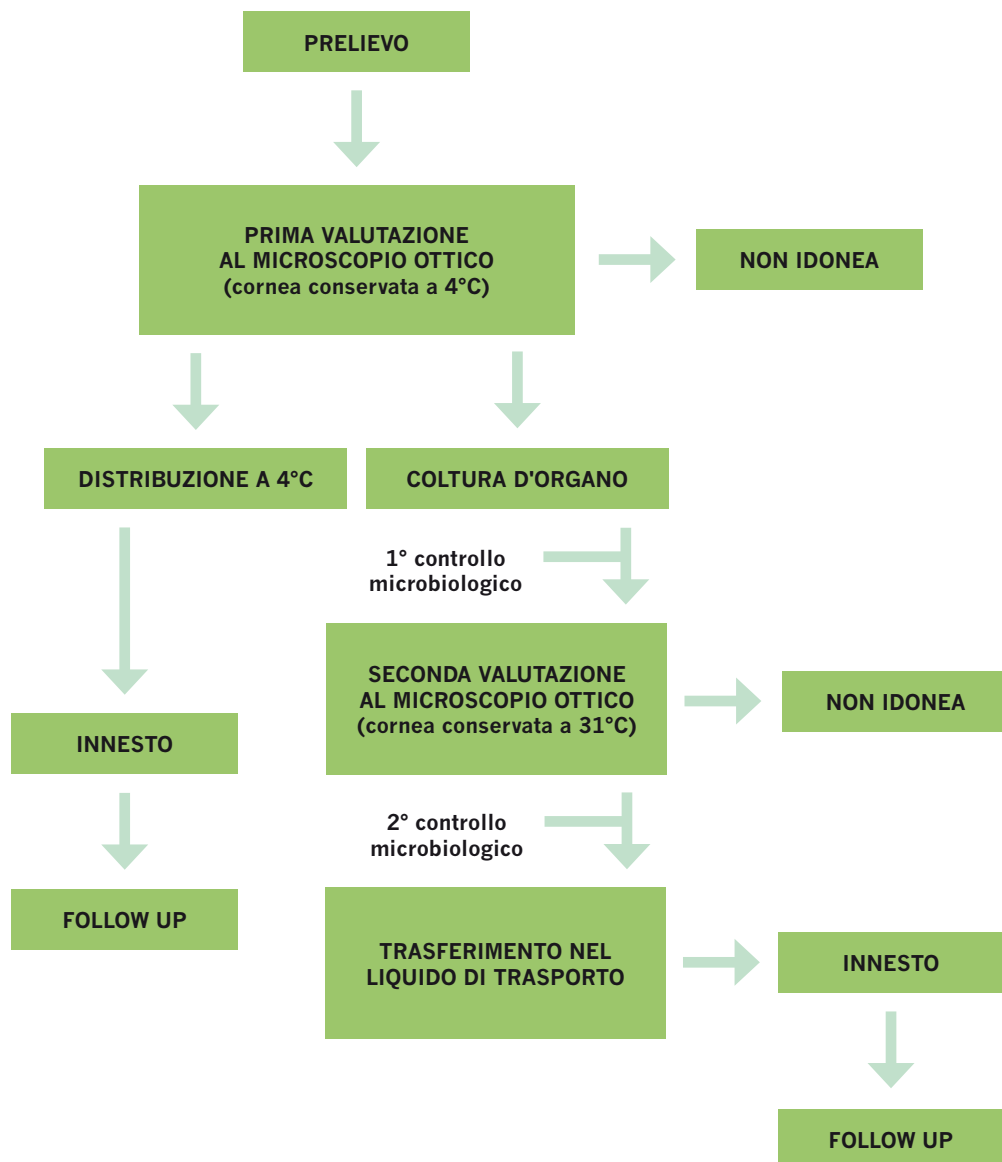 PRELIEVO
PRIMA VALUTAZIONE
AL MICROSCOPIO OTTICO
(cornea conservata a 4°C)
NON IDONEA
DISTRIBUZIONE A 4°C
COLTURA D'ORGANO
1° controllo
microbiologico
SECONDA VALUTAZIONE
AL MICROSCOPIO OTTICO
(cornea conservata a 31°C)
NON IDONEA
INNESTO
2° controllo
microbiologico
FOLLOW UP
TRASFERIMENTO NEL
LIQUIDO DI TRASPORTO
INNESTO
FOLLOW UP